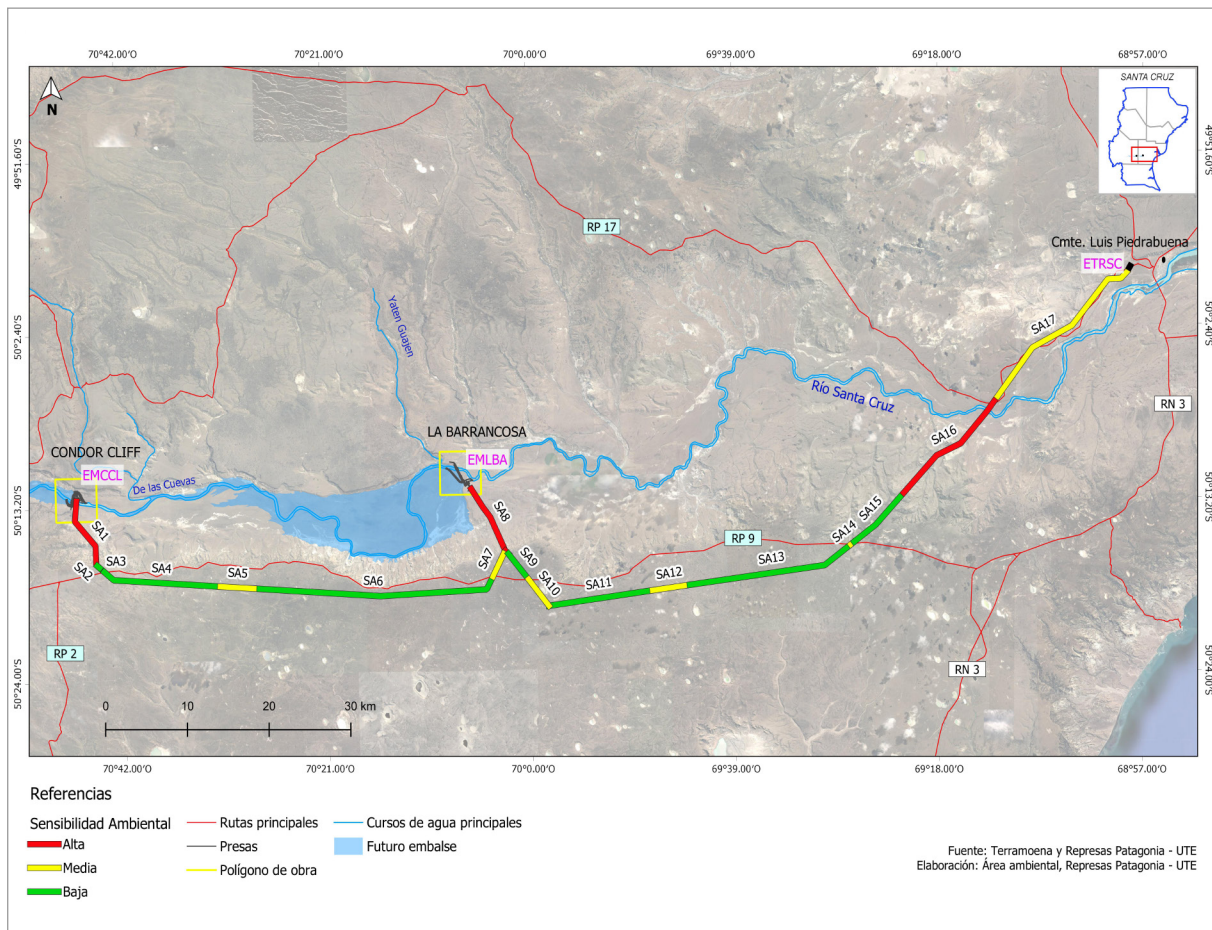 70°42.00'O
70°21.00'O
70°0.00'O
69°39.00'O
69°18.00'O
68°57.00'O
N
SANTA CRUZ
49°51.60'S
49°51.60'S
RP 17
Cmte. Luis Piedrabuena
ETRSC
Yaten Guajen
50°2.40'S
50°2.40'S
SA17
Río Santa Cruz
RN 3
LA BARRANCOSA
EMLBA
SA16
CONDOR CLIFF
EMCCL
De las Cuevas
50°13.20'S
50°13.20'S
SA1
SA8
SA15
SA14
RP 9
SA2
SA3
SA4
SA5
SA6
SA7
SA9
SA10
SA11
SA12
SA13
RP 2
RN 3
50°24.00'S
50°24.00'S
0 10 20 30 km
70°42.00'O
70°21.00'O
70°0.00'O
69°39.00'O
69°18.00'O
68°57.00'O
Referencias
Sensibilidad Ambiental
Alta
Media
Baja
Rutas principales
Presas
Polígono de obra
Cursos de agua principales
Futuro embalse
Fuente: Terramoena y Represas Patagonia - UTE
Elaboración: Área ambiental, Represas Patagonia - UTE